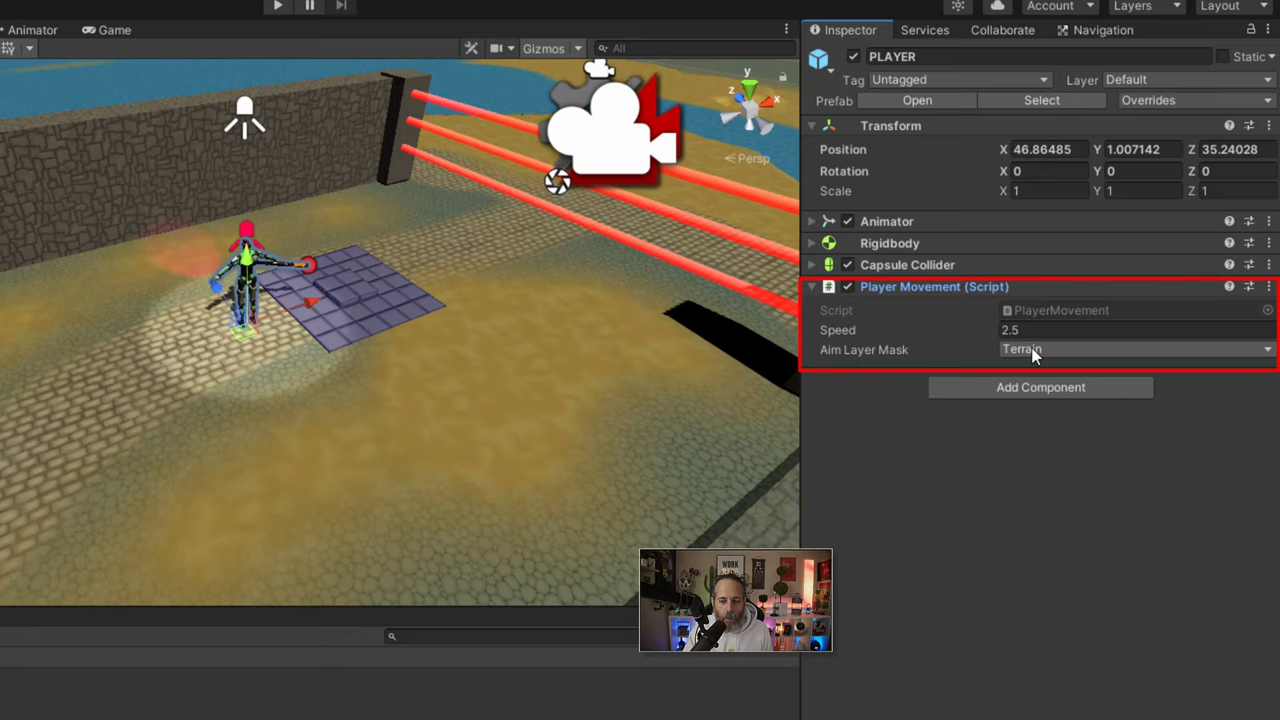 Account Layers Layout
Animator Game
Inspector Services Collaborate Navigation
Gizmos All
PLAYER Static
y
z x
Persp
Tag Untagged Layer Default
Prefab Open Select Overrides
Transform
Position X 46.86485 Y 1.007142 Z 35.24028
Rotation X 0 Y 0 Z 0
Scale X 1 Y 1 Z 1
Animator
Rigidbody
Capsule Collider
# Player Movement (Script)
Script PlayerMovement
Speed 2.5
Aim Layer Mask Terrain
Add Component
WORK